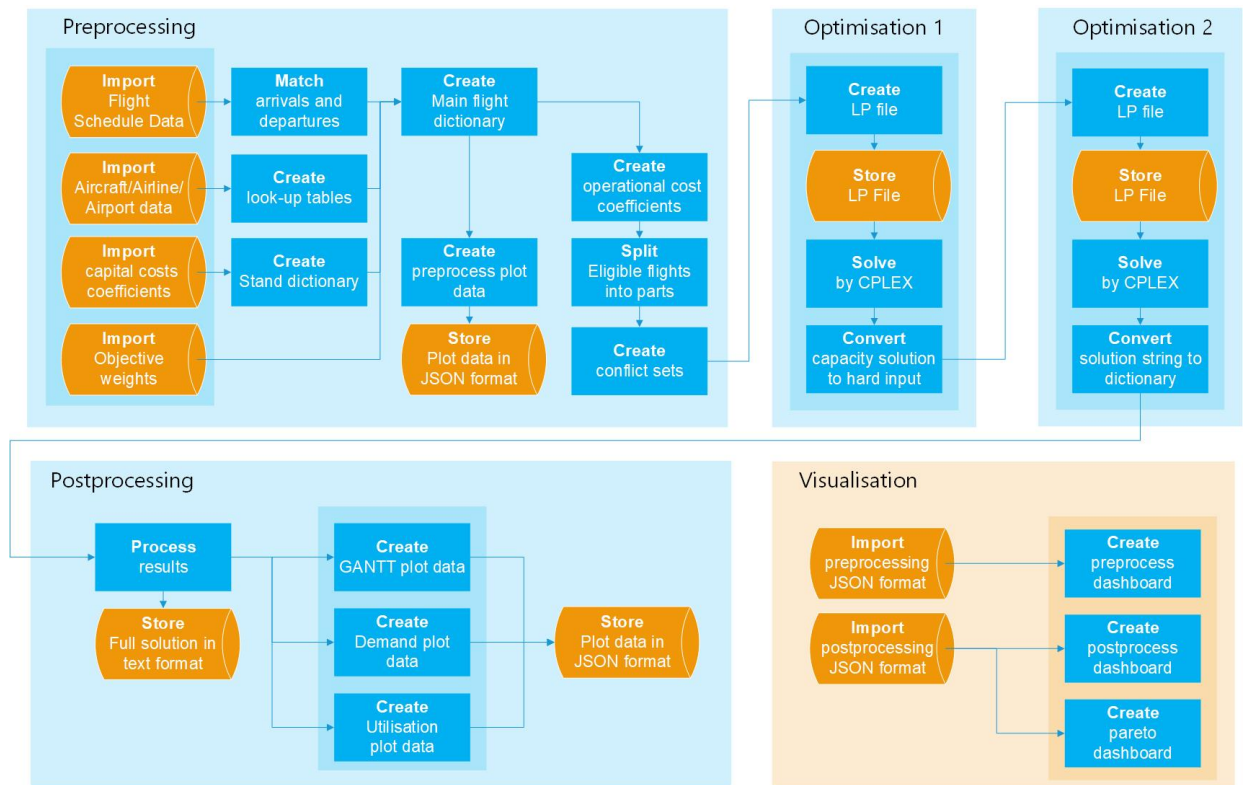 Preprocessing
Import
Flight
Schedule Data
Match
arrivals and
departures
Create
Main flight
dictionary
Import
Aircraft/Airline/
Airport data
Create
look-up tables
Create
operational cost
coefficients
Import
capital costs
coefficients
Create
Stand dictionary
Create
preprocess plot
data
Split
Eligible flights
into parts
Import
Objective
weights
Store
Plot data in
JSON format
Create
conflict sets
Optimisation 1
Create
LP file
Store
LP File
Solve
by CPLEX
Convert
capacity solution
to hard input
Optimisation 2
Create
LP file
Store
LP File
Solve
by CPLEX
Convert
solution string to
dictionary
Postprocessing
Process
results
Store
Full solution in
text format
Create
GANTT plot data
Create
Demand plot
data
Create
Utilisation
plot data
Store
Plot data in
JSON format
Visualisation
Import
preprocessing
JSON format
Create
preprocess
dashboard
Import
postprocessing
JSON format
Create
postprocess
dashboard
Create
pareto
dashboard